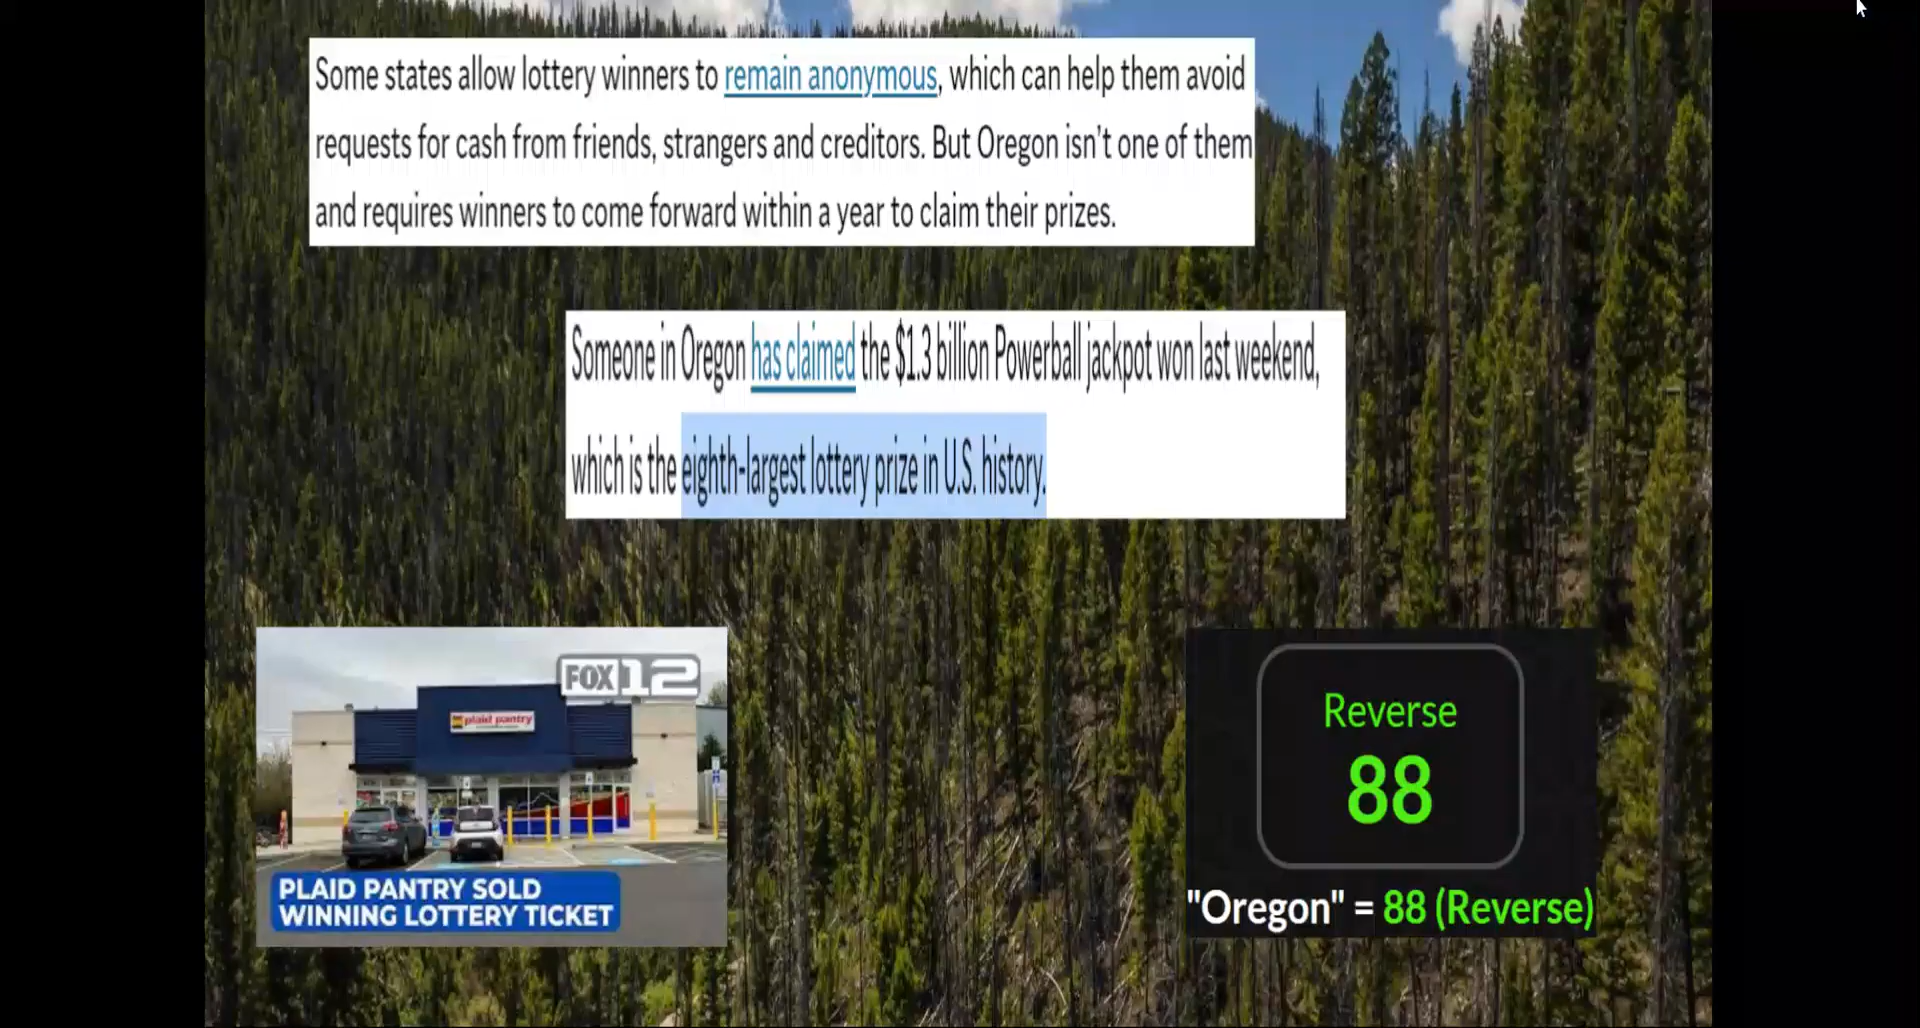 Some states allow lottery winners to remain anonymous, which can help them avoid
requests for cash from friends, strangers and creditors. But Oregon isn't one of them
and requires winners to come forward within a year to claim their prizes.
Someone in Oregon has claimed the $1.3 billion Powerball jackpot won last weekend,
which is the eighth-largest lottery prize in U.S. history.
FOX 12
plaid pantry
PLAID PANTRY SOLD
WINNING LOTTERY TICKET
Reverse
88
"Oregon" = 88 (Reverse)